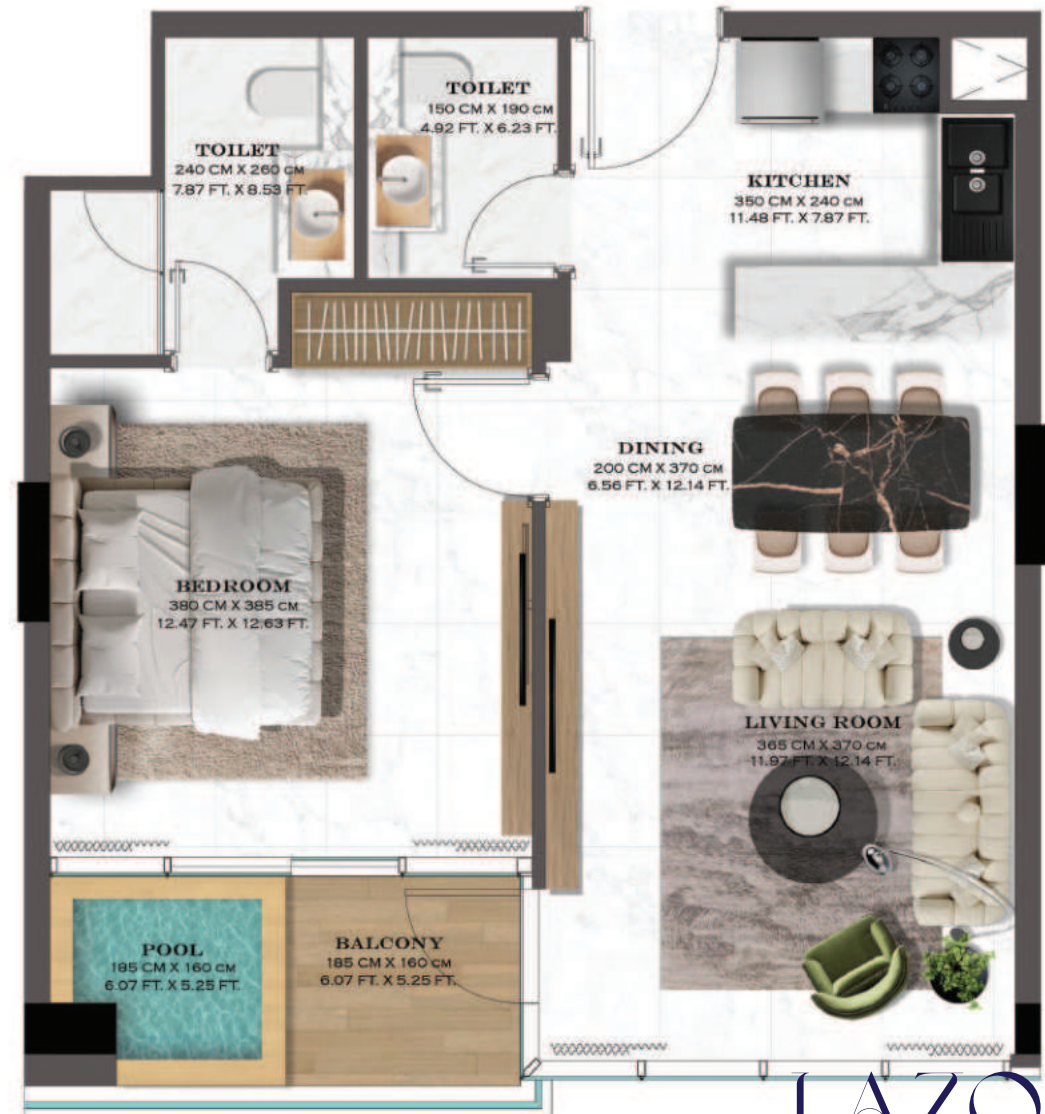 TOILET
150 CM X 190 CM
4.92 FT. X 6.23 FT.
TOILET
240 CM X 260 CM
7.87 FT. X 8.53 FT.
KITCHEN
350 CM X 240 CM
11.48 FT. X 7.87 FT.
DINING
200 CM X 370 CM
6.56 FT. X 12.14 FT.
BEDROOM
380 CM X 385 CM
12.47 FT. X 12.63 FT.
LIVING ROOM
365 CM X 370 CM
11.97 FT. X 12.14 FT.
POOL
185 CM X 160 CM
6.07 FT. X 5.25 FT.
BALCONY
185 CM X 160 CM
6.07 FT. X 5.25 FT.